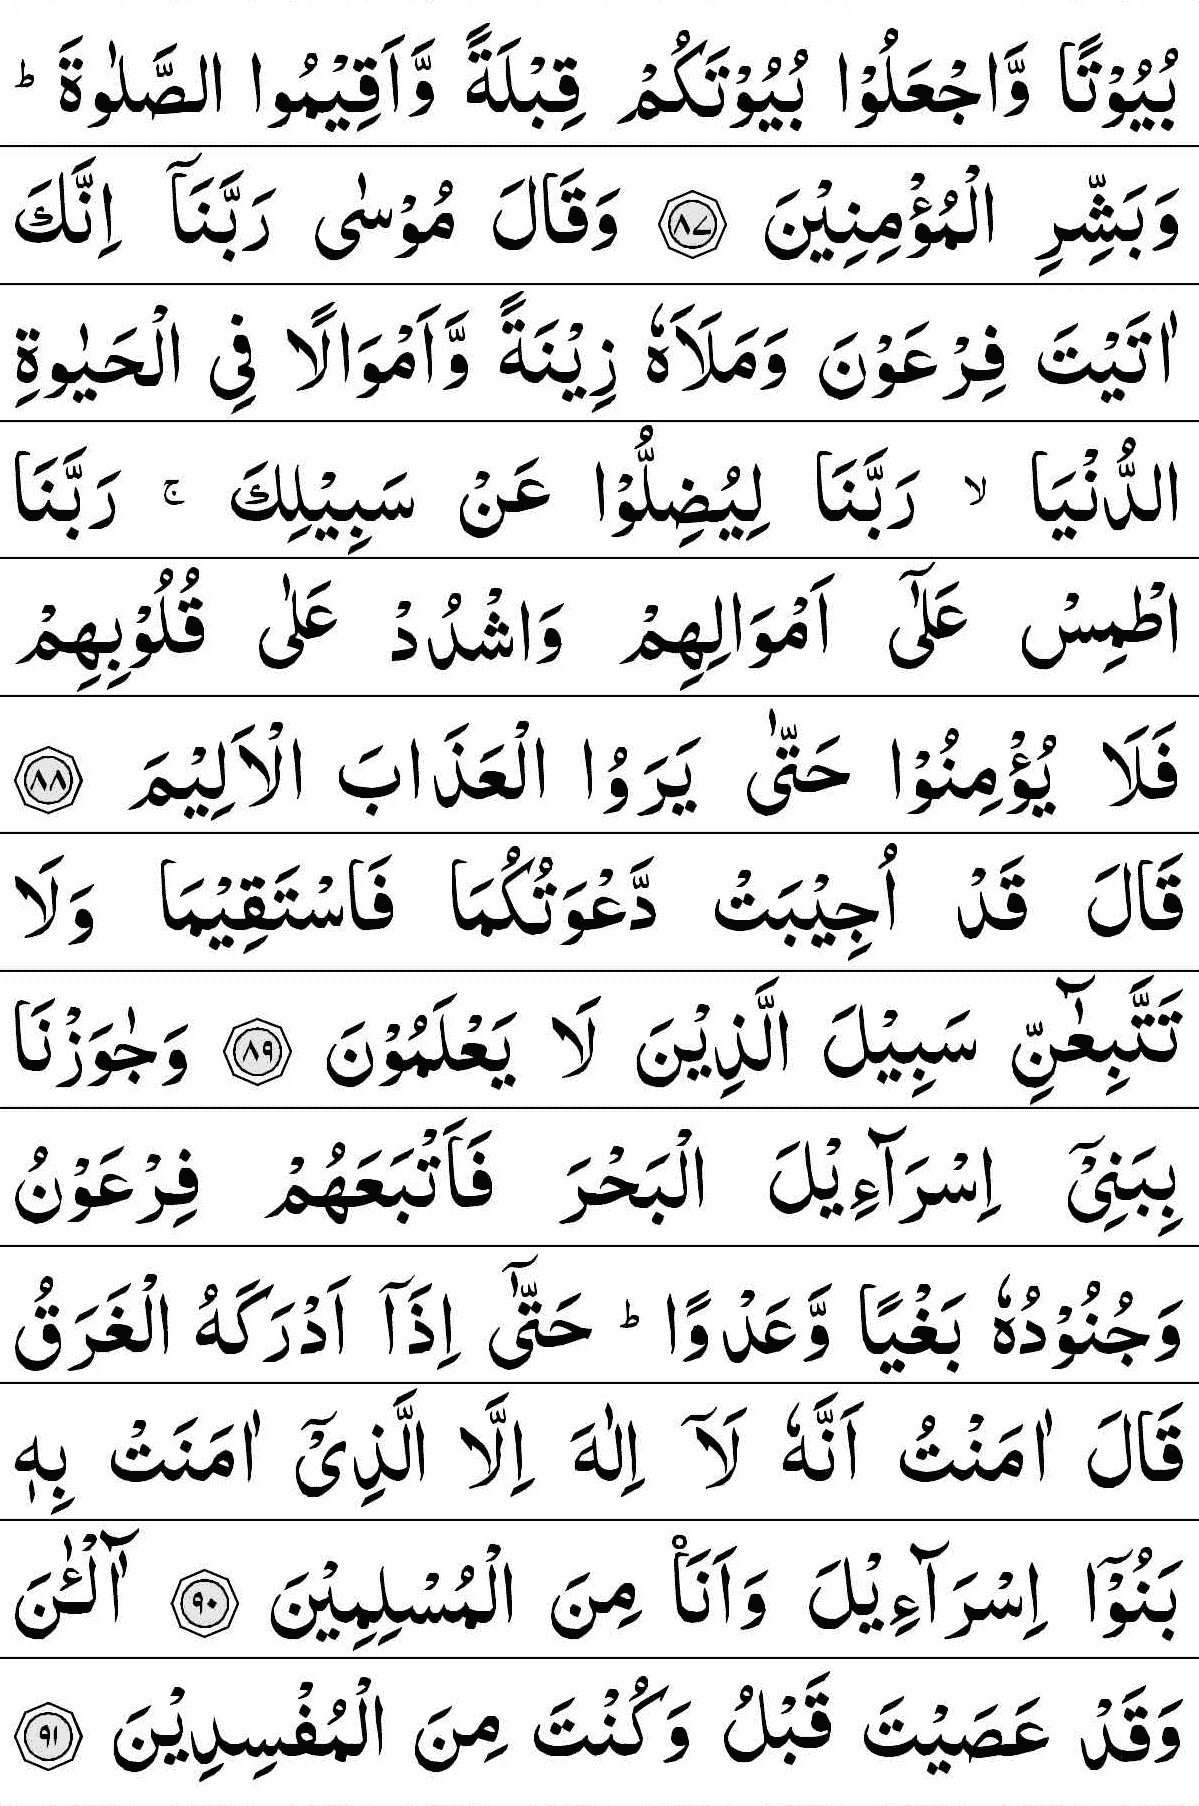 بُيُوۡتًا وَّاجۡعَلُوۡا بُيُوۡتَكُمۡ قِبۡلَةً وَّاَقِيۡمُوا الصَّلٰوةَ ؕ
وَبَشِّرِ الۡمُؤۡمِنِيۡنَ ﴿۸۷﴾ وَقَالَ مُوۡسٰى رَبَّنَاۤ اِنَّكَ
اٰتَيۡتَ فِرۡعَوۡنَ وَمَلَاَهٗ زِيۡنَةً وَّاَمۡوَالًا فِى الۡحَيٰوةِ
الدُّنۡيَا ۙ رَبَّنَا لِيُضِلُّوۡا عَنۡ سَبِيۡلِكَ ۚ رَبَّنَا
اطۡمِسۡ عَلٰٓى اَمۡوَالِهِمۡ وَاشۡدُدۡ عَلٰى قُلُوۡبِهِمۡ
فَلَا يُؤۡمِنُوۡا حَتّٰى يَرَوُا الۡعَذَابَ الۡاَلِيۡمَ ﴿۸۸﴾
قَالَ قَدۡ اُجِيۡبَتۡ دَّعۡوَتُكُمَا فَاسۡتَقِيۡمَا وَلَا
تَتَّبِعٰٓنِّ سَبِيۡلَ الَّذِيۡنَ لَا يَعۡلَمُوۡنَ ﴿۸۹﴾ وَجٰوَزۡنَا
بِبَنِىۡۤ اِسۡرَآءِيۡلَ الۡبَحۡرَ فَاَتۡبَعَهُمۡ فِرۡعَوۡنُ
وَجُنُوۡدُهٗ بَغۡيًا وَّعَدۡوًا ؕ حَتّٰۤى اِذَاۤ اَدۡرَكَهُ الۡغَرَقُ
قَالَ اٰمَنۡتُ اَنَّهٗ لَاۤ اِلٰهَ اِلَّا الَّذِىۡۤ اٰمَنَتۡ بِهٖ
بَنُوۡۤا اِسۡرَآءِيۡلَ وَاَنَا۟ مِنَ الۡمُسۡلِمِيۡنَ ﴿۹۰﴾ آٰلۡـٰٔنَ
وَقَدۡ عَصَيۡتَ قَبۡلُ وَكُنۡتَ مِنَ الۡمُفۡسِدِيۡنَ ﴿۹۱﴾